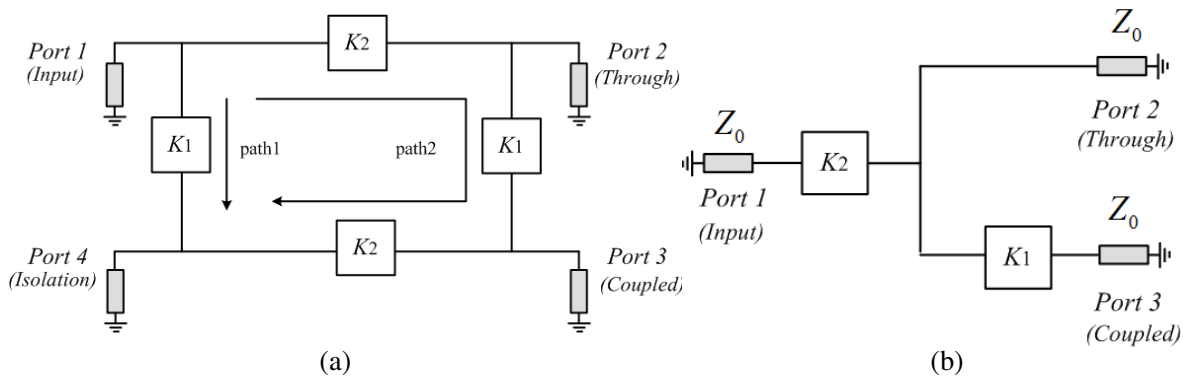 Port 1
(Input)
K2
Port 2
(Through)
K1
path1
path2
K1
Port 4
(Isolation)
K2
Port 3
(Coupled)
(a)
Z0
Port 2
(Through)
Z0
K2
Port 1
(Input)
Z0
K1
Port 3
(Coupled)
(b)